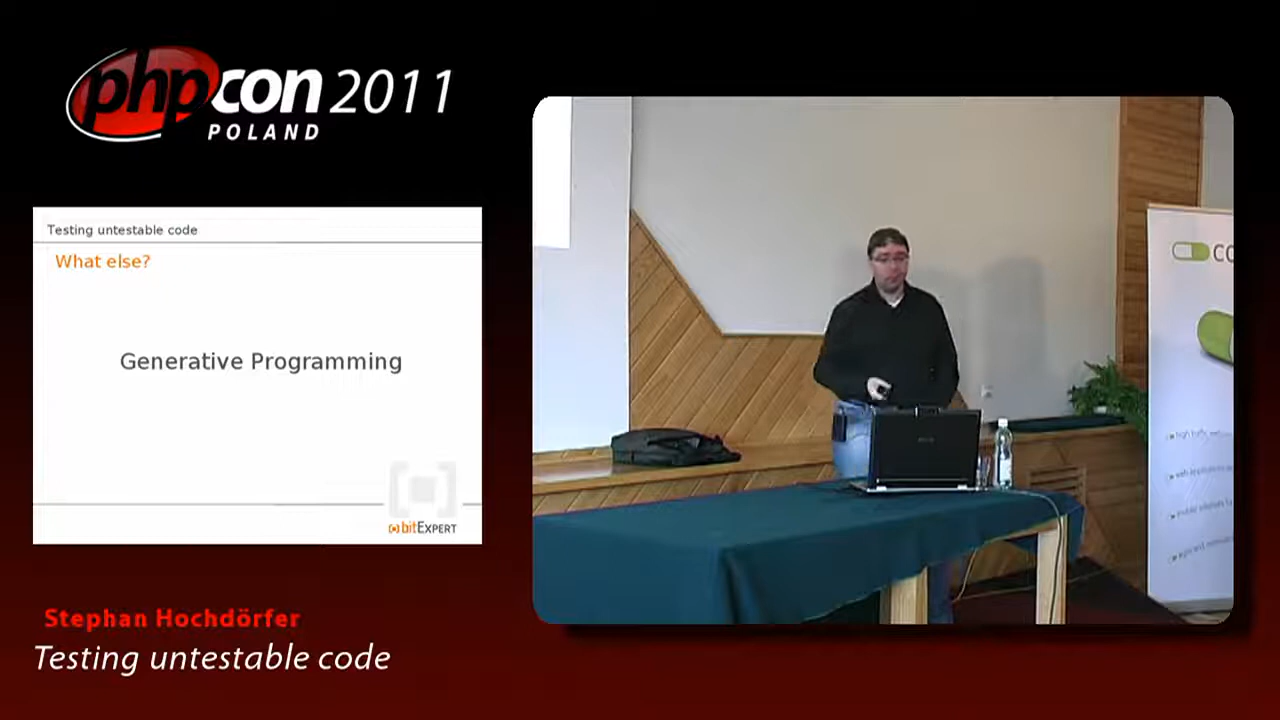 phpcon 2011
POLAND
Testing untestable code
What else?
Generative Programming
bitExpert
Stephan Hochdörfer
Testing untestable code